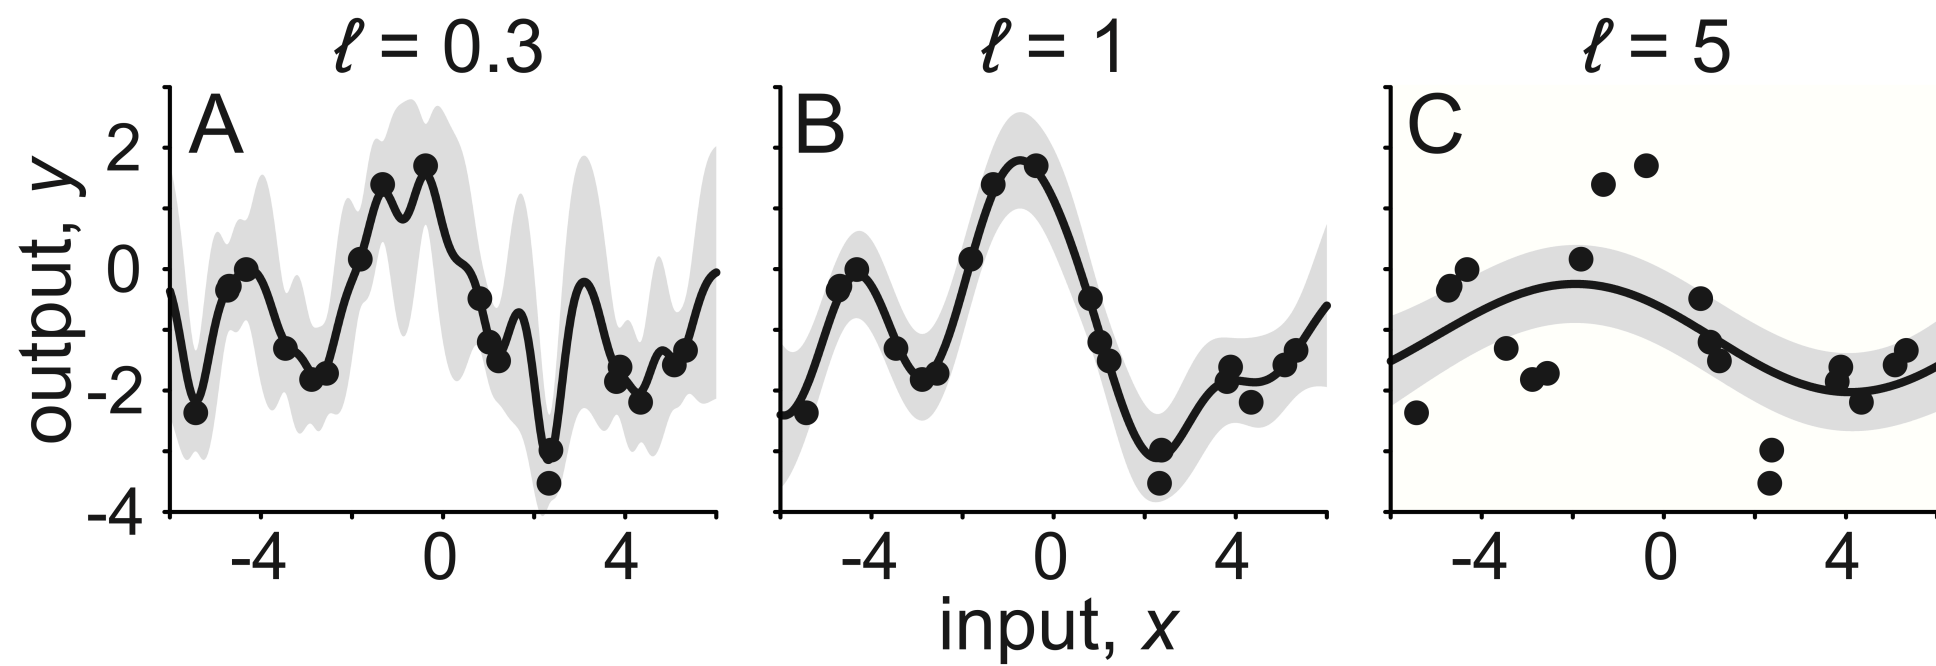 ℓ = 0.3 ℓ = 1 ℓ = 5
A B C
2
0
-2
-4
output, y
-4 0 4 -4 0 4 -4 0 4
input, x